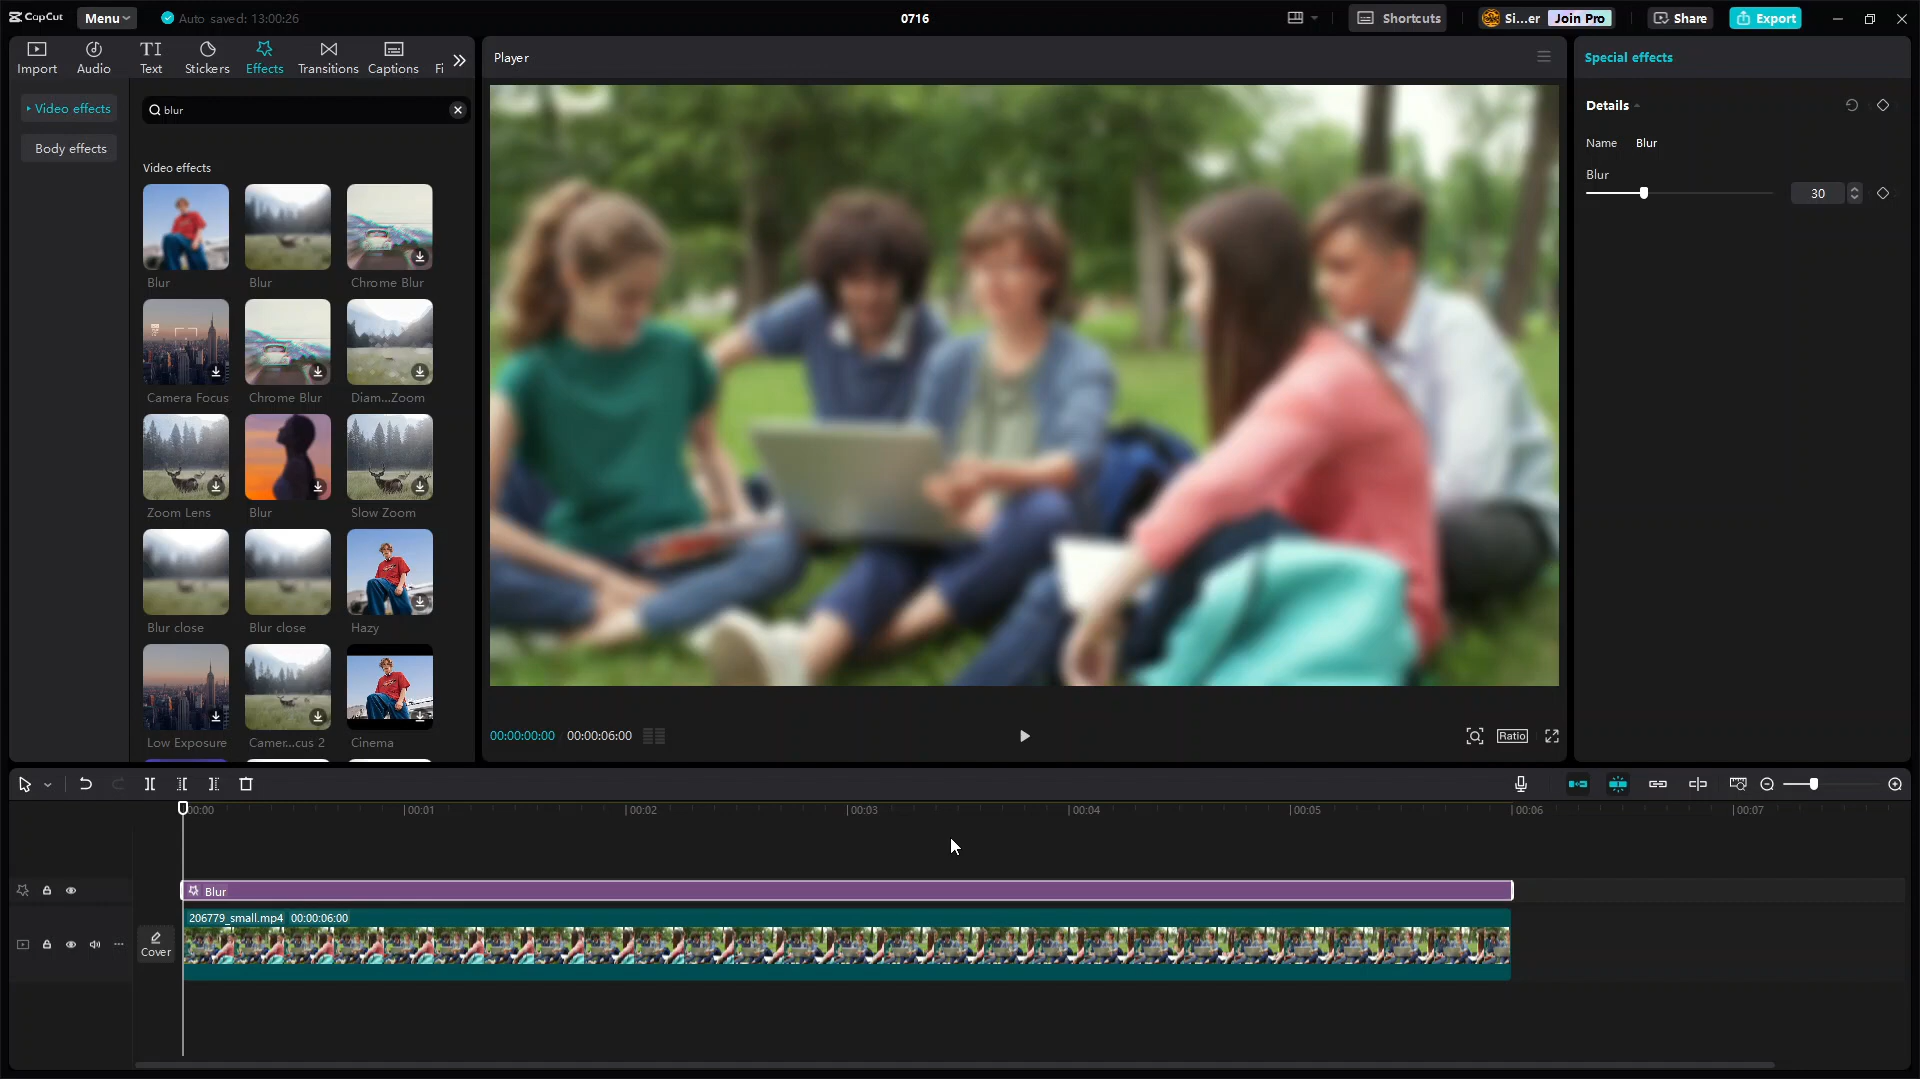 CapCut
Menu
Auto saved: 13:00:26
0716
Shortcuts
Si...er
Join Pro
Share
Export
Import
Audio
TI
Text
Stickers
Effects
Transitions
Captions
Fi
Player
Special effects
Video effects
Body effects
blur
Video effects
Blur
Blur
Chrome Blur
Camera Focus
Chrome Blur
Diam...Zoom
Zoom Lens
Blur
Slow Zoom
Blur close
Blur close
Hazy
Low Exposure
Camer...cus 2
Cinema
Details
Name
Blur
Blur
30
00:00:00:00
00:00:06:00
Ratio
00:00
00:01
00:02
00:03
00:04
00:05
00:06
00:07
Blur
206779_small.mp4 00:00:06:00
Cover